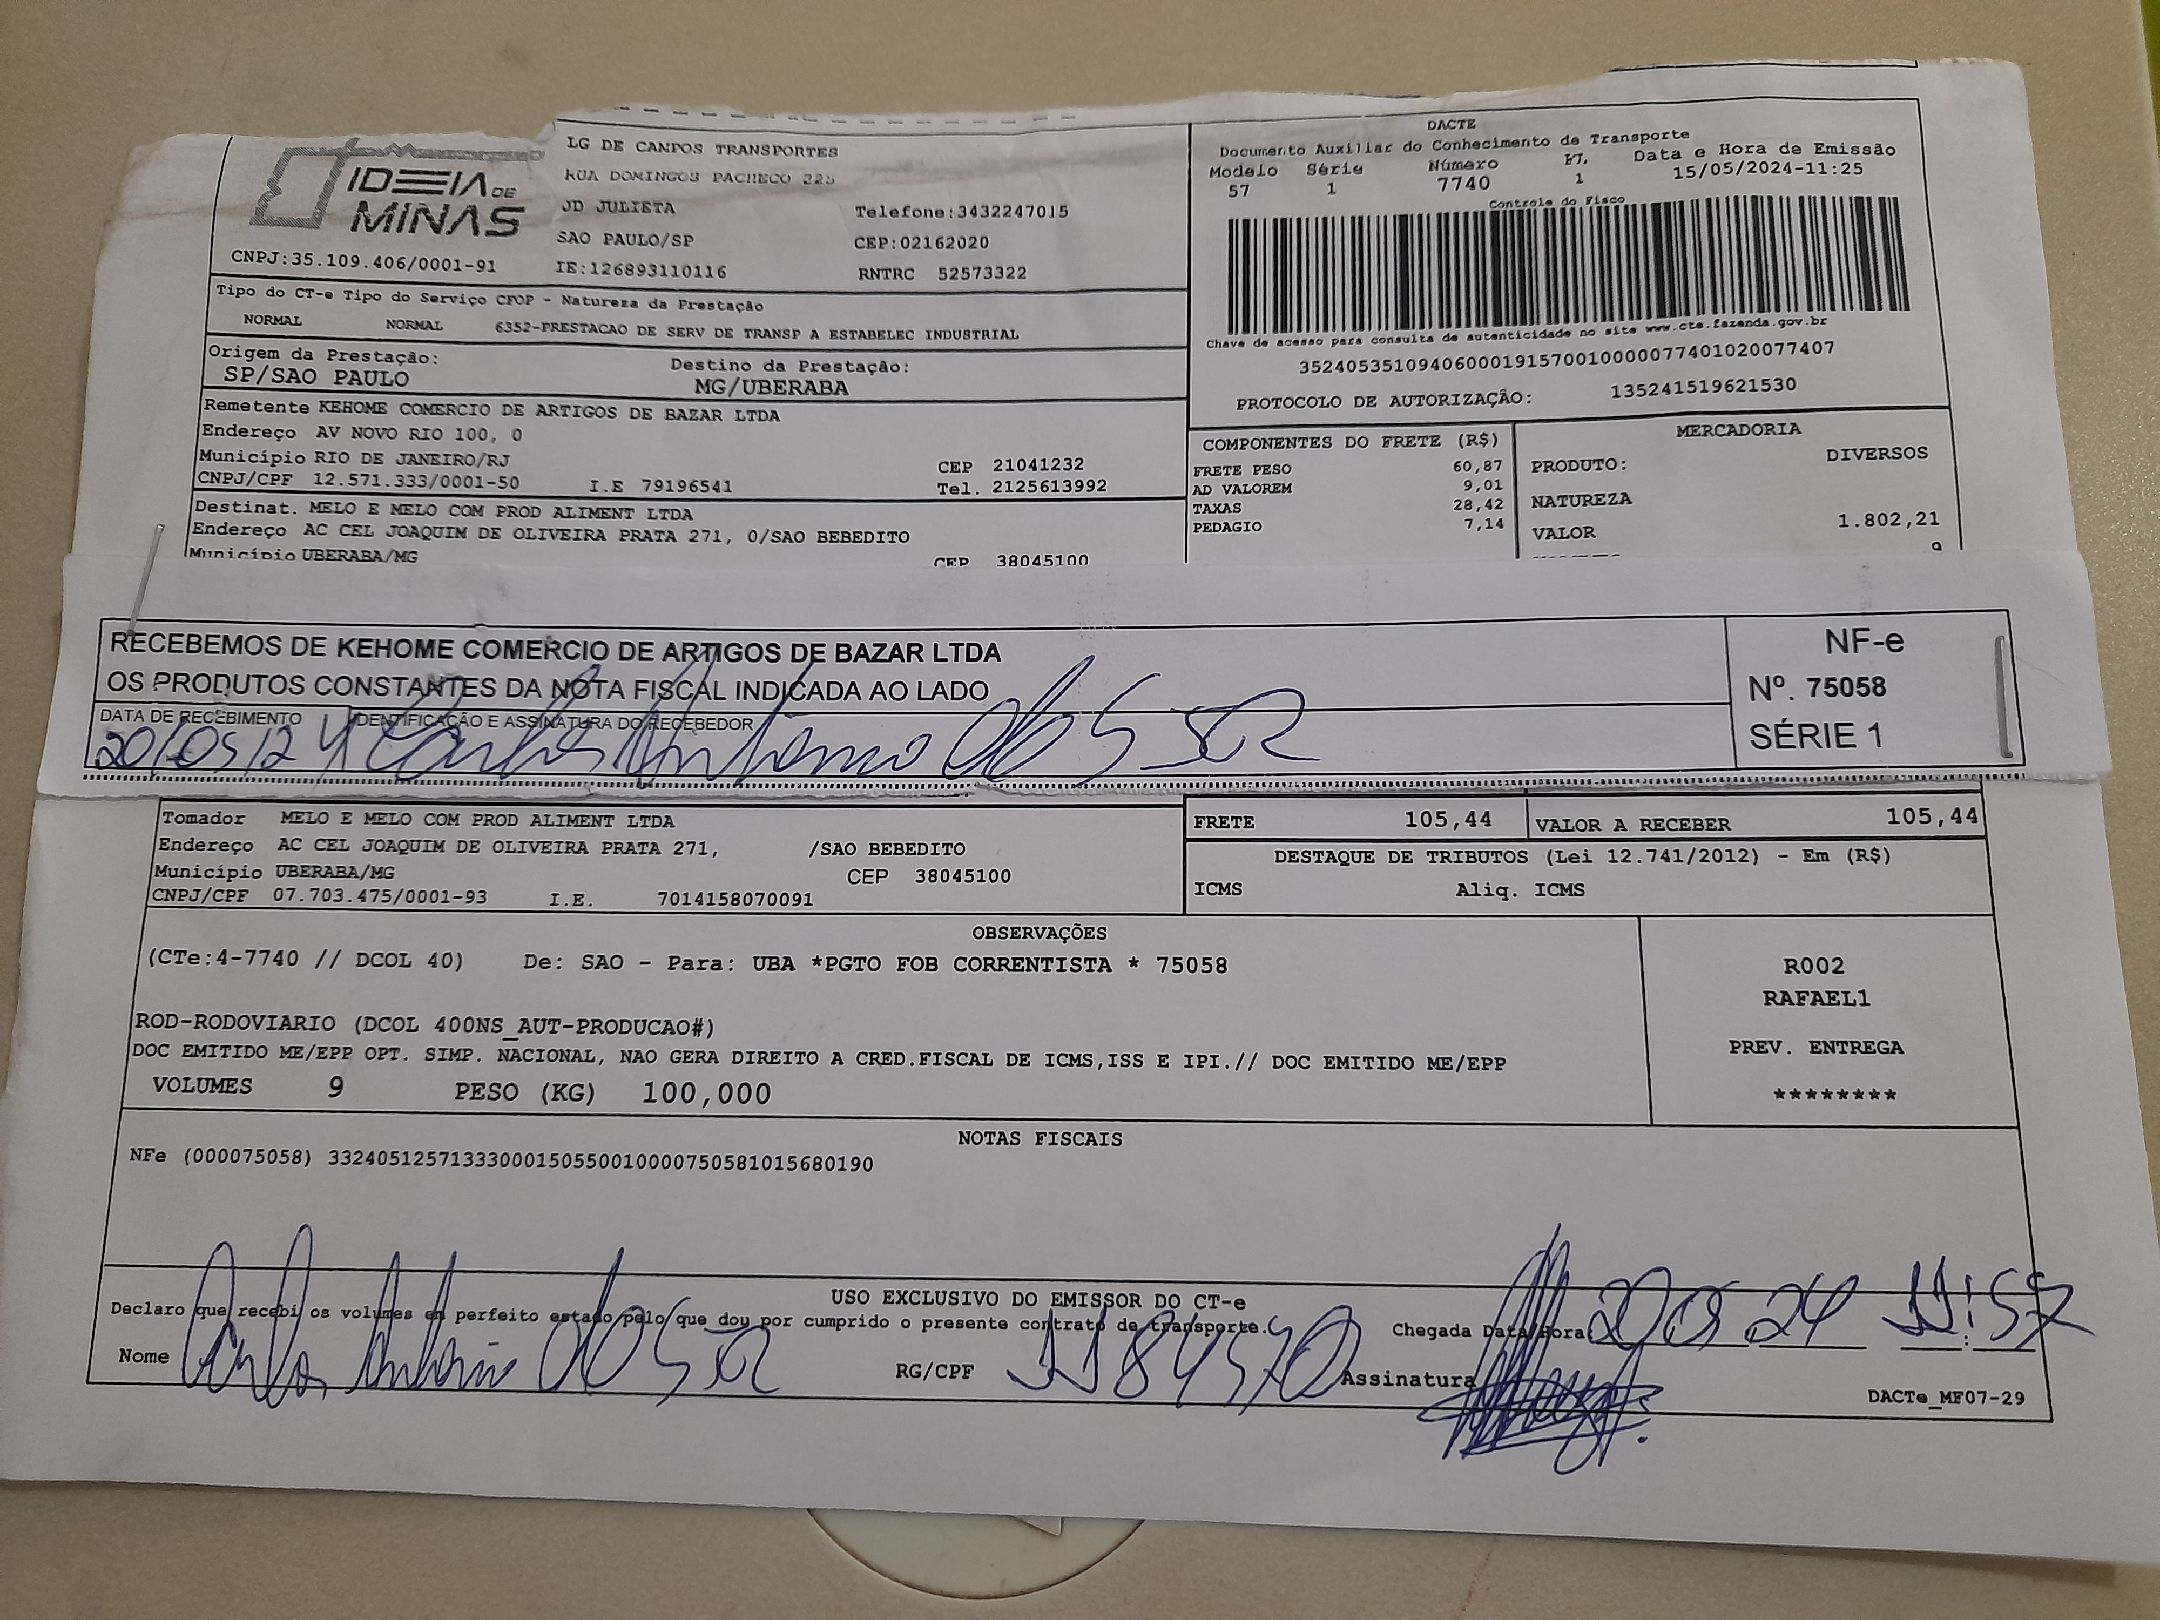 IDEIA DE
MINAS
CNPJ:35.109.406/0001-91
LG DE CAMPOS TRANSPORTES
RUA DOMINGOS PACHECO 225
JD JULIETA Telefone:3432247015
SAO PAULO/SP CEP:02162020
IE:126893110116 RNTRC 52573322
DACTE
Documento Auxiliar do Conhecimento de Transporte
Modelo Série Número Fl. Data e Hora de Emissão
57 1 7740 1 15/05/2024-11:25
Controle do Fisco
Chave de acesso para consulta de autenticidade no site www.cte.fazenda.gov.br
35240535109406000191570010000077401020077407
PROTOCOLO DE AUTORIZAÇÃO: 135241519621530
Tipo do CT-e Tipo do Serviço CFOP - Natureza da Prestação
NORMAL NORMAL 6352-PRESTACAO DE SERV DE TRANSP A ESTABELEC INDUSTRIAL
Origem da Prestação: Destino da Prestação:
SP/SAO PAULO MG/UBERABA
Remetente KEHOME COMERCIO DE ARTIGOS DE BAZAR LTDA
Endereço AV NOVO RIO 100, 0
Município RIO DE JANEIRO/RJ CEP 21041232
CNPJ/CPF 12.571.333/0001-50 I.E 79196541 Tel. 2125613992
Destinat. MELO E MELO COM PROD ALIMENT LTDA
Endereço AC CEL JOAQUIM DE OLIVEIRA PRATA 271, 0/SAO BEBEDITO
Município UBERABA/MG CEP 38045100
COMPONENTES DO FRETE (R$)
FRETE PESO 60,87
AD VALOREM 9,01
TAXAS 28,42
PEDAGIO 7,14
MERCADORIA
PRODUTO: DIVERSOS
NATUREZA
VALOR 1.802,21
9
RECEBEMOS DE KEHOME COMERCIO DE ARTIGOS DE BAZAR LTDA
OS PRODUTOS CONSTANTES DA NOTA FISCAL INDICADA AO LADO
DATA DE RECEBIMENTO IDENTIFICAÇÃO E ASSINATURA DO RECEBEDOR
20/05/24 Carlos Antonio da Silva
NF-e
Nº. 75058
SÉRIE 1
Tomador MELO E MELO COM PROD ALIMENT LTDA
Endereço AC CEL JOAQUIM DE OLIVEIRA PRATA 271, /SAO BEBEDITO
Município UBERABA/MG CEP 38045100
CNPJ/CPF 07.703.475/0001-93 I.E. 7014158070091
FRETE 105,44 VALOR A RECEBER 105,44
DESTAQUE DE TRIBUTOS (Lei 12.741/2012) - Em (R$)
ICMS Aliq. ICMS
OBSERVAÇÕES
(CTe:4-7740 // DCOL 40) De: SAO - Para: UBA *PGTO FOB CORRENTISTA * 75058
ROD-RODOVIARIO (DCOL 400NS_AUT-PRODUCAO#)
DOC EMITIDO ME/EPP OPT. SIMP. NACIONAL, NAO GERA DIREITO A CRED.FISCAL DE ICMS,ISS E IPI.// DOC EMITIDO ME/EPP
VOLUMES 9 PESO (KG) 100,000
R002
RAFAEL1
PREV. ENTREGA
********
NOTAS FISCAIS
NFe (000075058) 33240512571333000150550010000750581015680190
USO EXCLUSIVO DO EMISSOR DO CT-e
Declaro que recebi os volumes em perfeito estado pelo que dou por cumprido o presente contrato de transporte. Chegada Data/Hora: 20 05 24 11:57
Nome Carlos Antonio da Silva RG/CPF Assinatura
DACTe_MF07-29